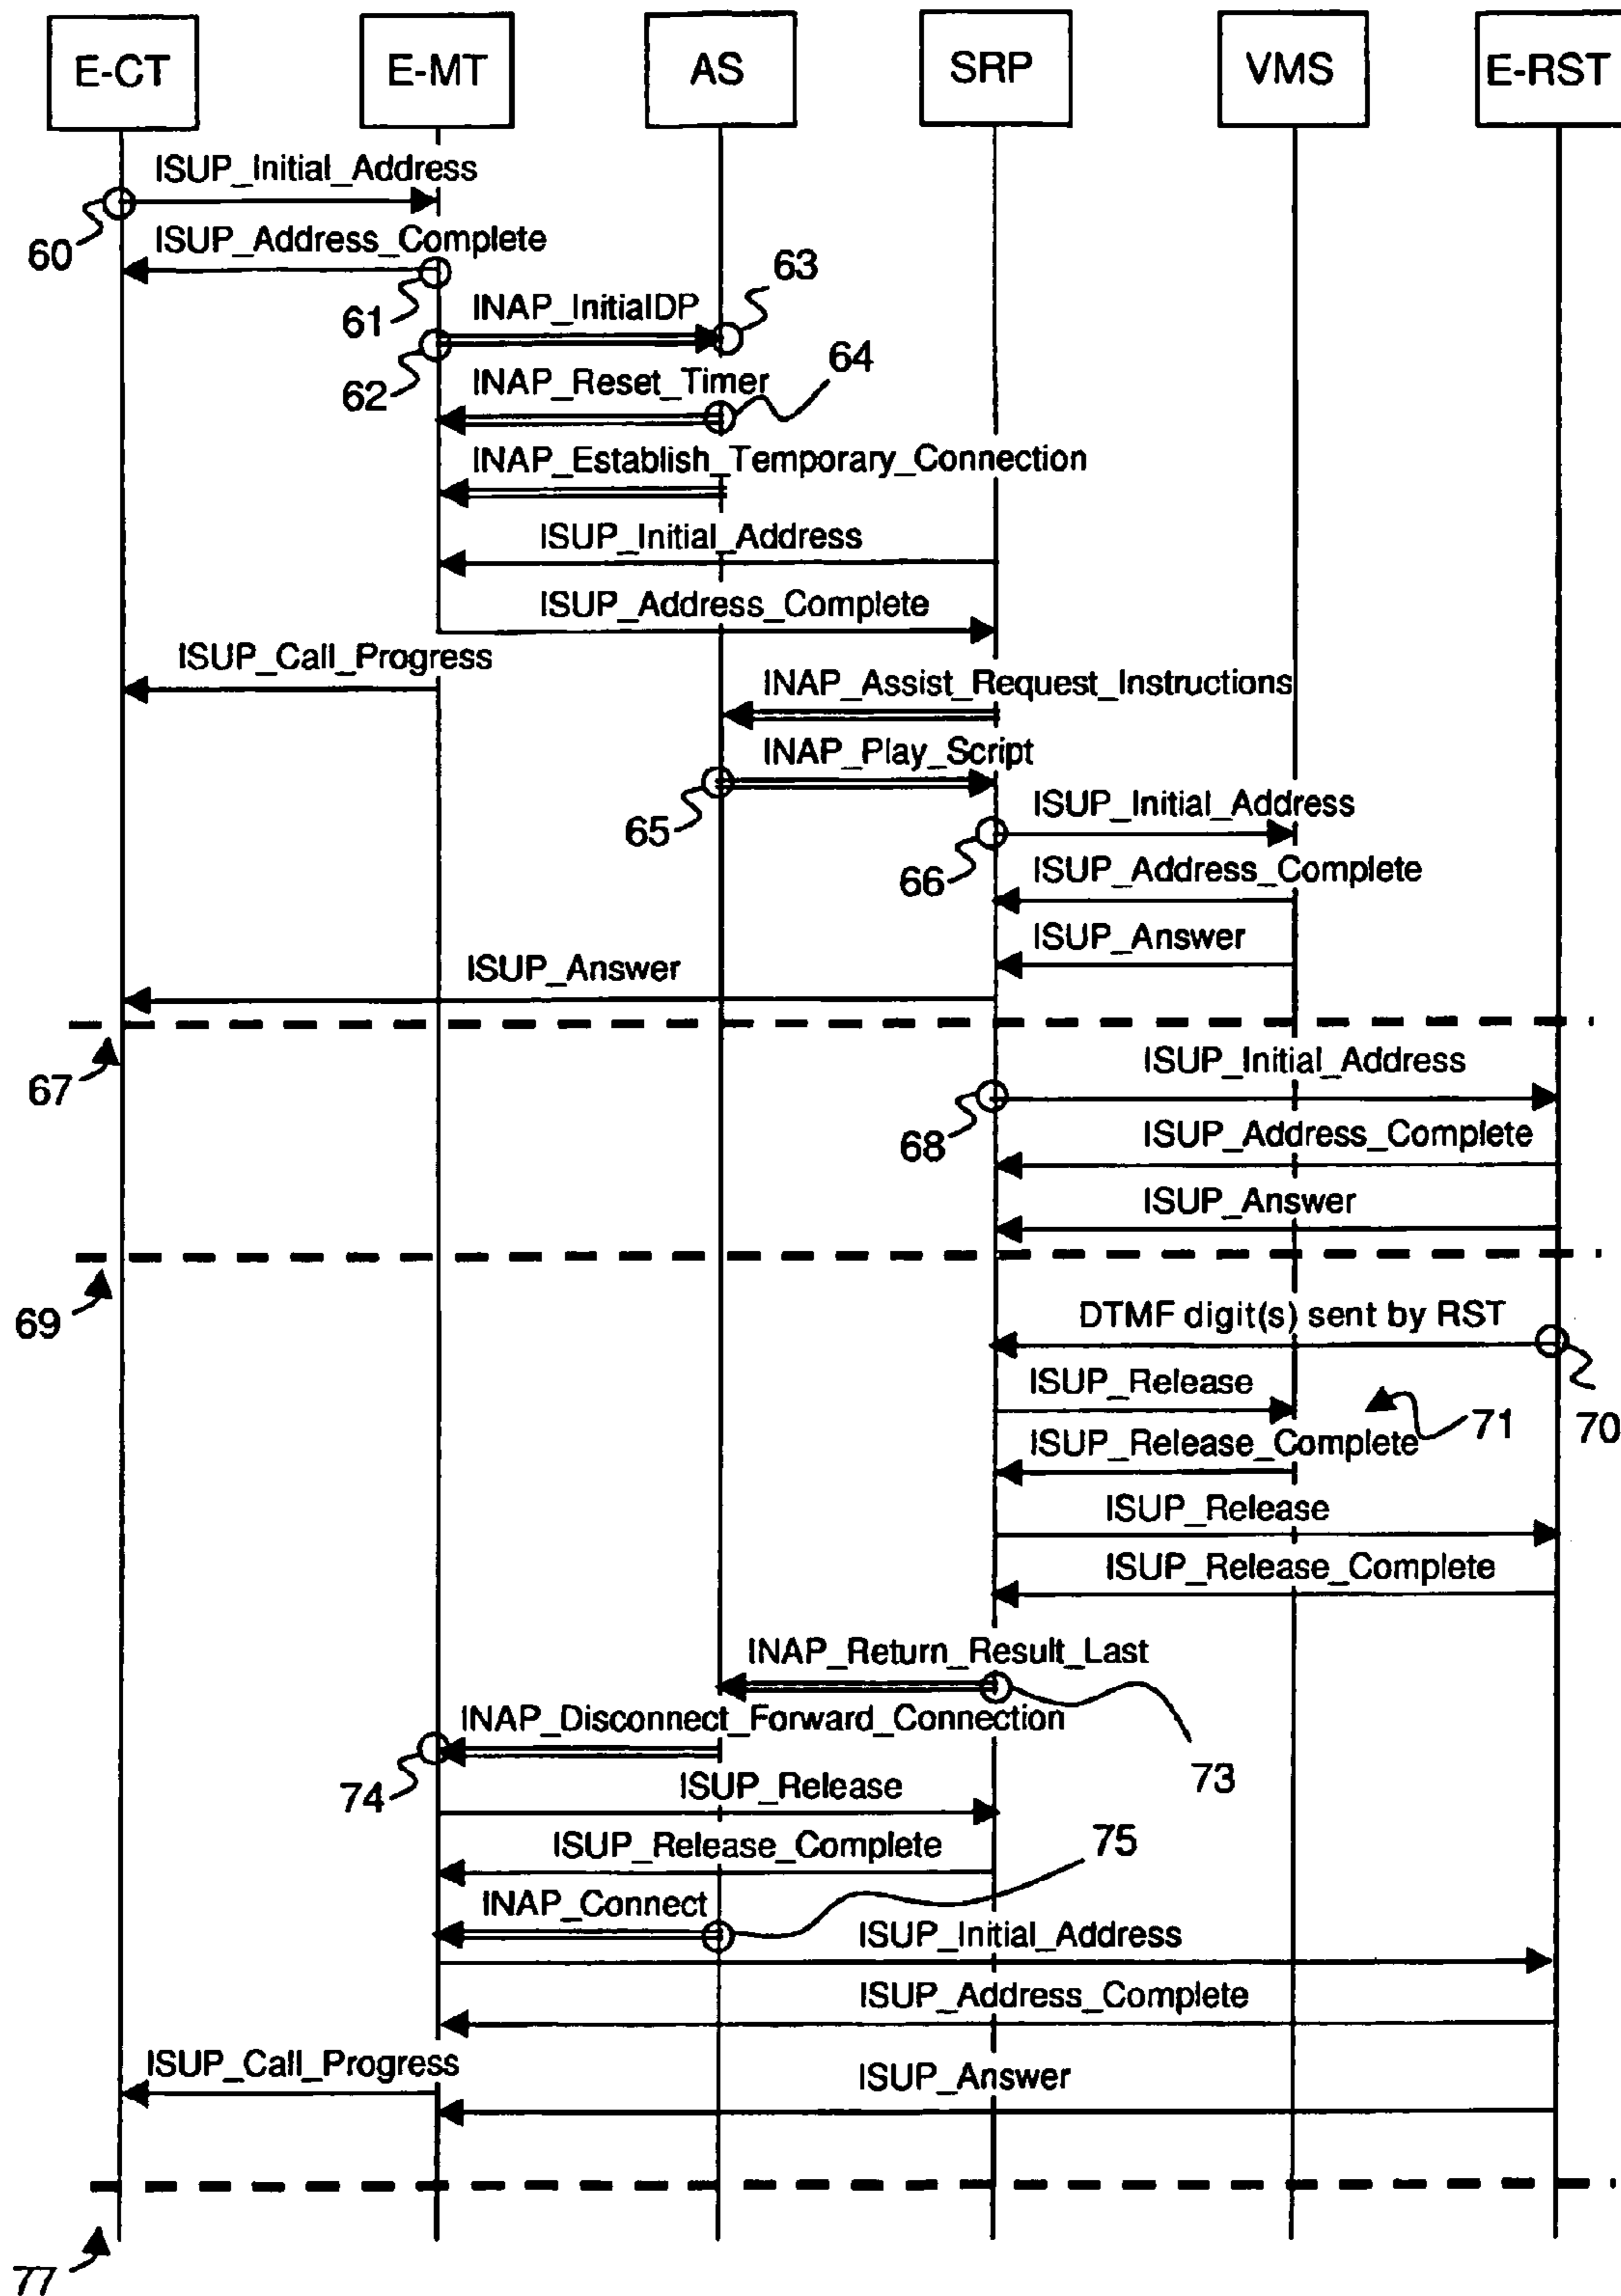 E-CT E-MT AS SRP VMS E-RST
ISUP_Initial_Address
60
ISUP_Address_Complete
61
63
INAP_InitialDP
62
64
INAP_Reset_Timer
INAP_Establish_Temporary_Connection
ISUP_Initial_Address
ISUP_Address_Complete
ISUP_Call_Progress
INAP_Assist_Request_Instructions
INAP_Play_Script
65
ISUP_Initial_Address
66
ISUP_Address_Complete
ISUP_Answer
ISUP_Answer
67
ISUP_Initial_Address
68
ISUP_Address_Complete
ISUP_Answer
69
DTMF digit(s) sent by RST
70
ISUP_Release
71
ISUP_Release_Complete
ISUP_Release
ISUP_Release_Complete
INAP_Return_Result_Last
73
INAP_Disconnect_Forward_Connection
74
ISUP_Release
ISUP_Release_Complete
75
INAP_Connect
ISUP_Initial_Address
ISUP_Address_Complete
ISUP_Call_Progress
ISUP_Answer
77